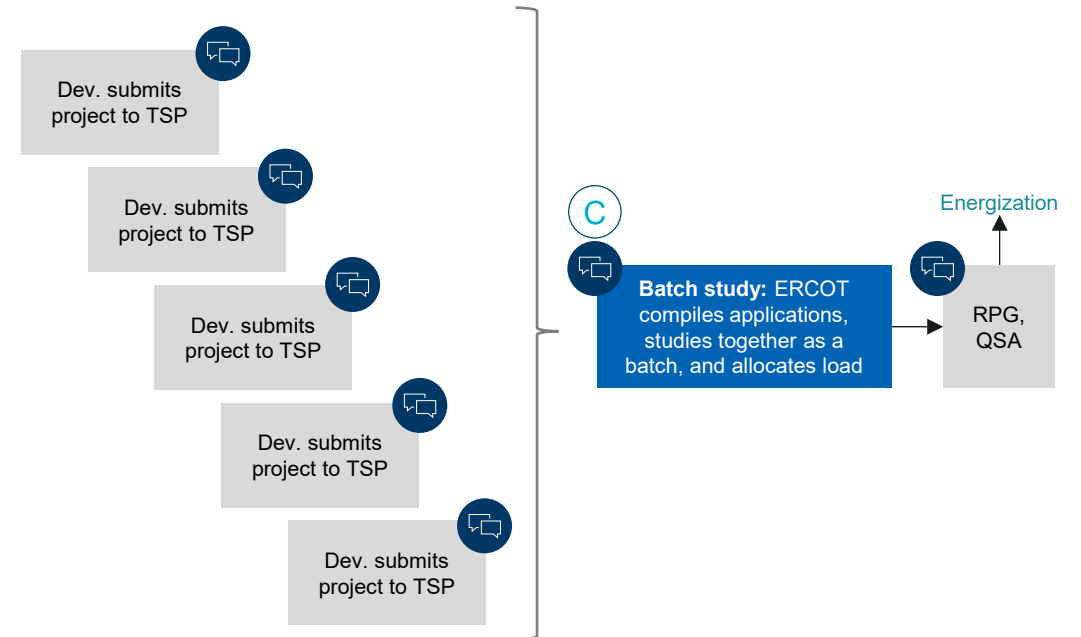 Dev. submits
project to TSP
Dev. submits
project to TSP
Dev. submits
project to TSP
Dev. submits
project to TSP
Dev. submits
project to TSP
C
Batch study: ERCOT
compiles applications,
studies together as a
batch, and allocates load
Energization
RPG,
QSA